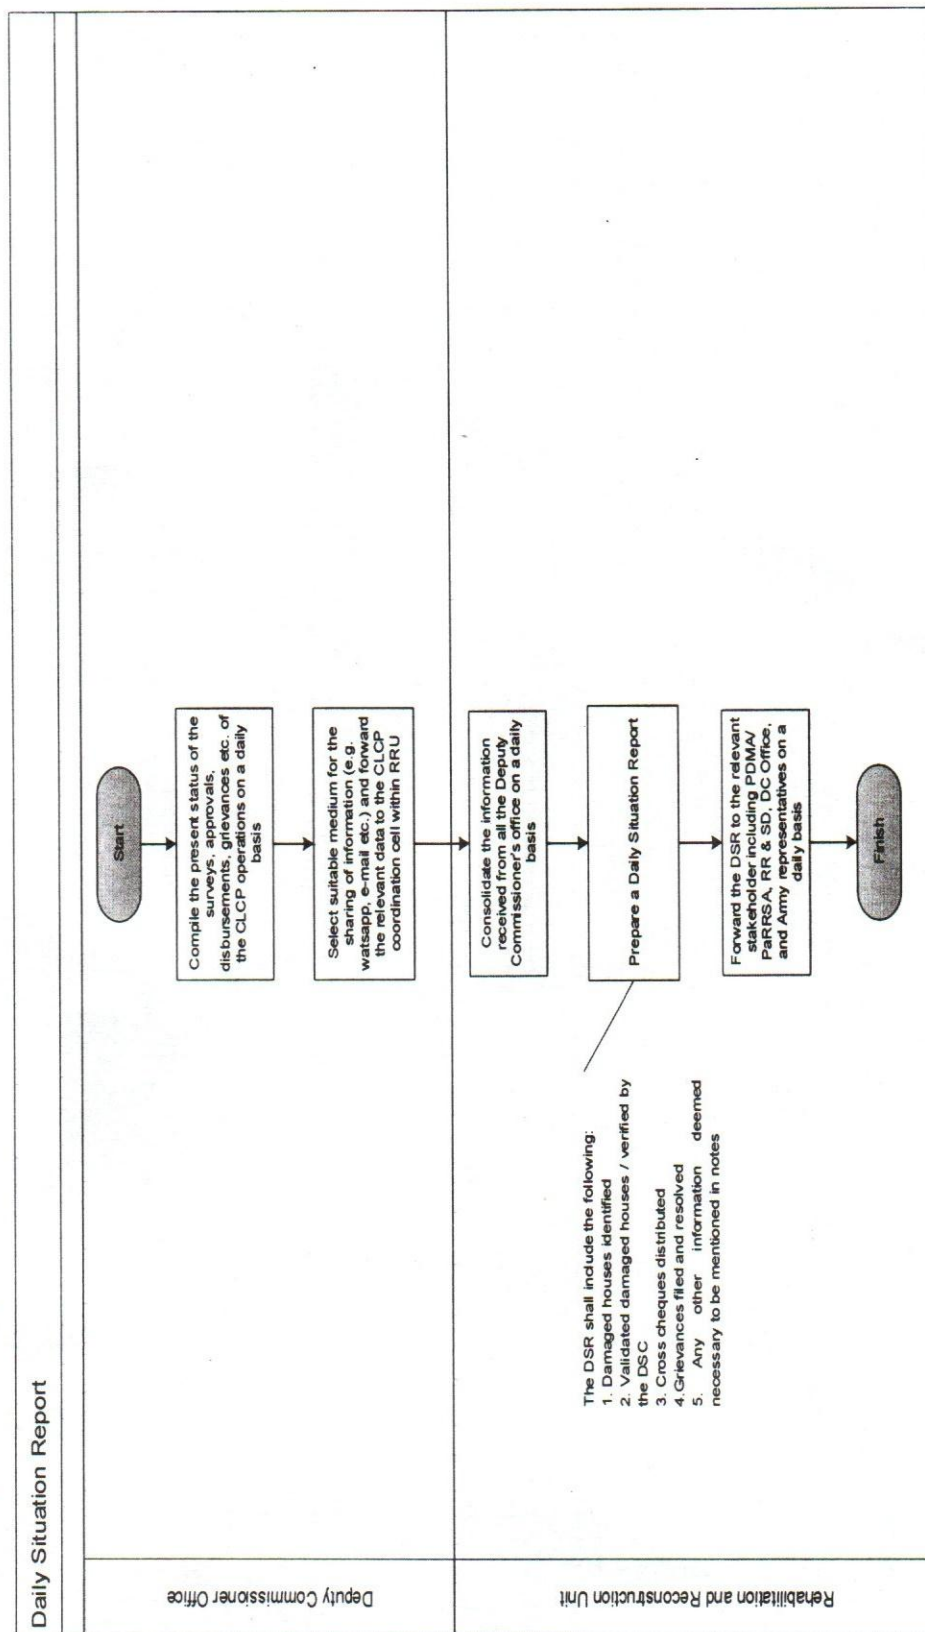 Daily Situation Report
Deputy Commissioner Office
Start
Compile the present status of the
surveys, approvals,
disbursements, grievances etc. of
the CLCP operations on a daily
basis
Select suitable medium for the
sharing of information (e.g.
watsapp, e-mail etc.) and forward
the relevant data to the CLCP
coordination cell within RRU
Rehabilitation and Reconstruction Unit
Consolidate the information
received from all the Deputy
Commissioner's office on a daily
basis
Prepare a Daily Situation Report
The DSR shall include the following:
1. Damaged houses identified
2. Validated damaged houses / verified by
the DSC
3. Cross cheques distributed
4.Grievances filed and resolved
5. Any other information deemed
necessary to be mentioned in notes
Forward the DSR to the relevant
stakeholder including PDMA/
PaRRSA, RR & SD, DC Office,
and Army representatives on a
daily basis
Finish